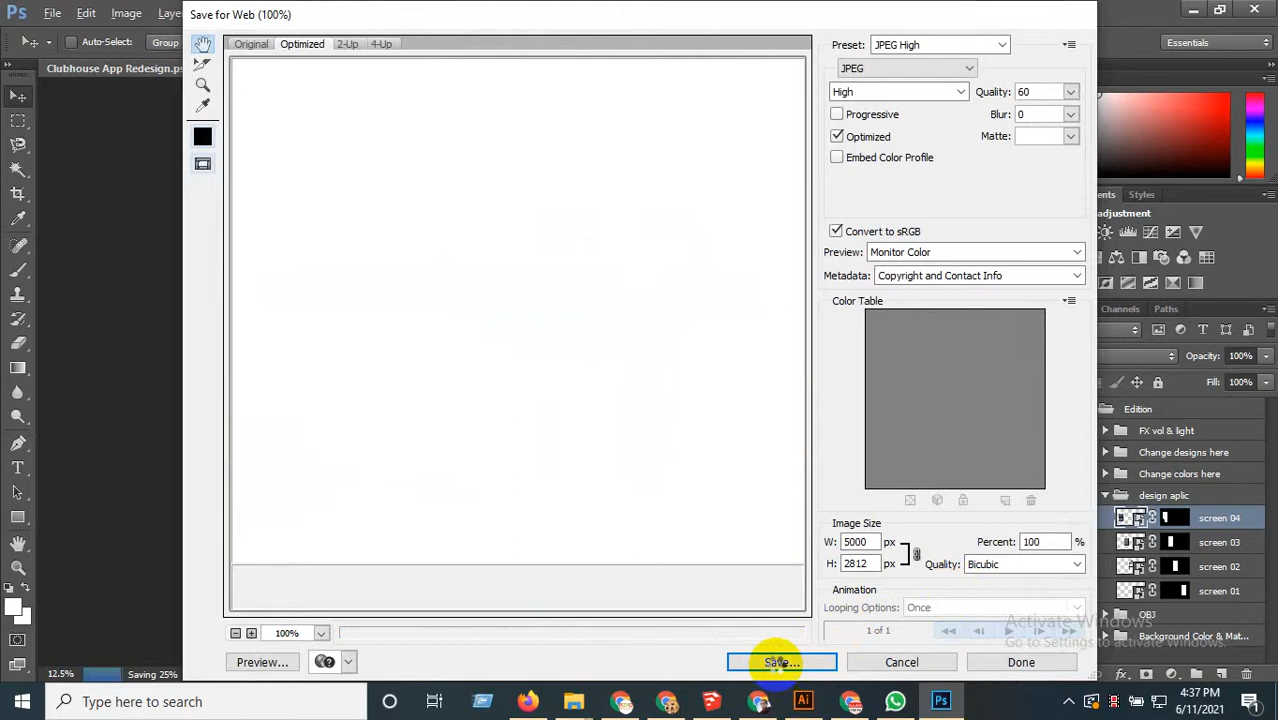 Save for Web (100%)
Ps File Edit Image Laye
Essentials
Auto-Select: Group
Clubhouse App Redesign.ps
Original Optimized 2-Up 4-Up
Preset: JPEG High
JPEG
High Quality: 60
Progressive Blur: 0
Optimized Matte:
Embed Color Profile
Convert to sRGB
Preview: Monitor Color
Metadata: Copyright and Contact Info
Color Table
Image Size
W: 5000 px Percent: 100 %
H: 2812 px Quality: Bicubic
Animation
Looping Options: Once
1 of 1
100%
Preview... Save... Cancel Done
ents Styles
adjustment
Channels Paths
Opacity: 100%
Fill: 100%
Edition
FX vol & light
Change designs here
Change colors here
design aplic
screen 04
screen 03
screen 02
screen 01
OBJ
Background Color & Mat...
Activate Windows
Go to Settings to activate Windows.
12.5% Saving 25%
Type here to search
Ai
Ps
4:37 PM
6/11/2021
1